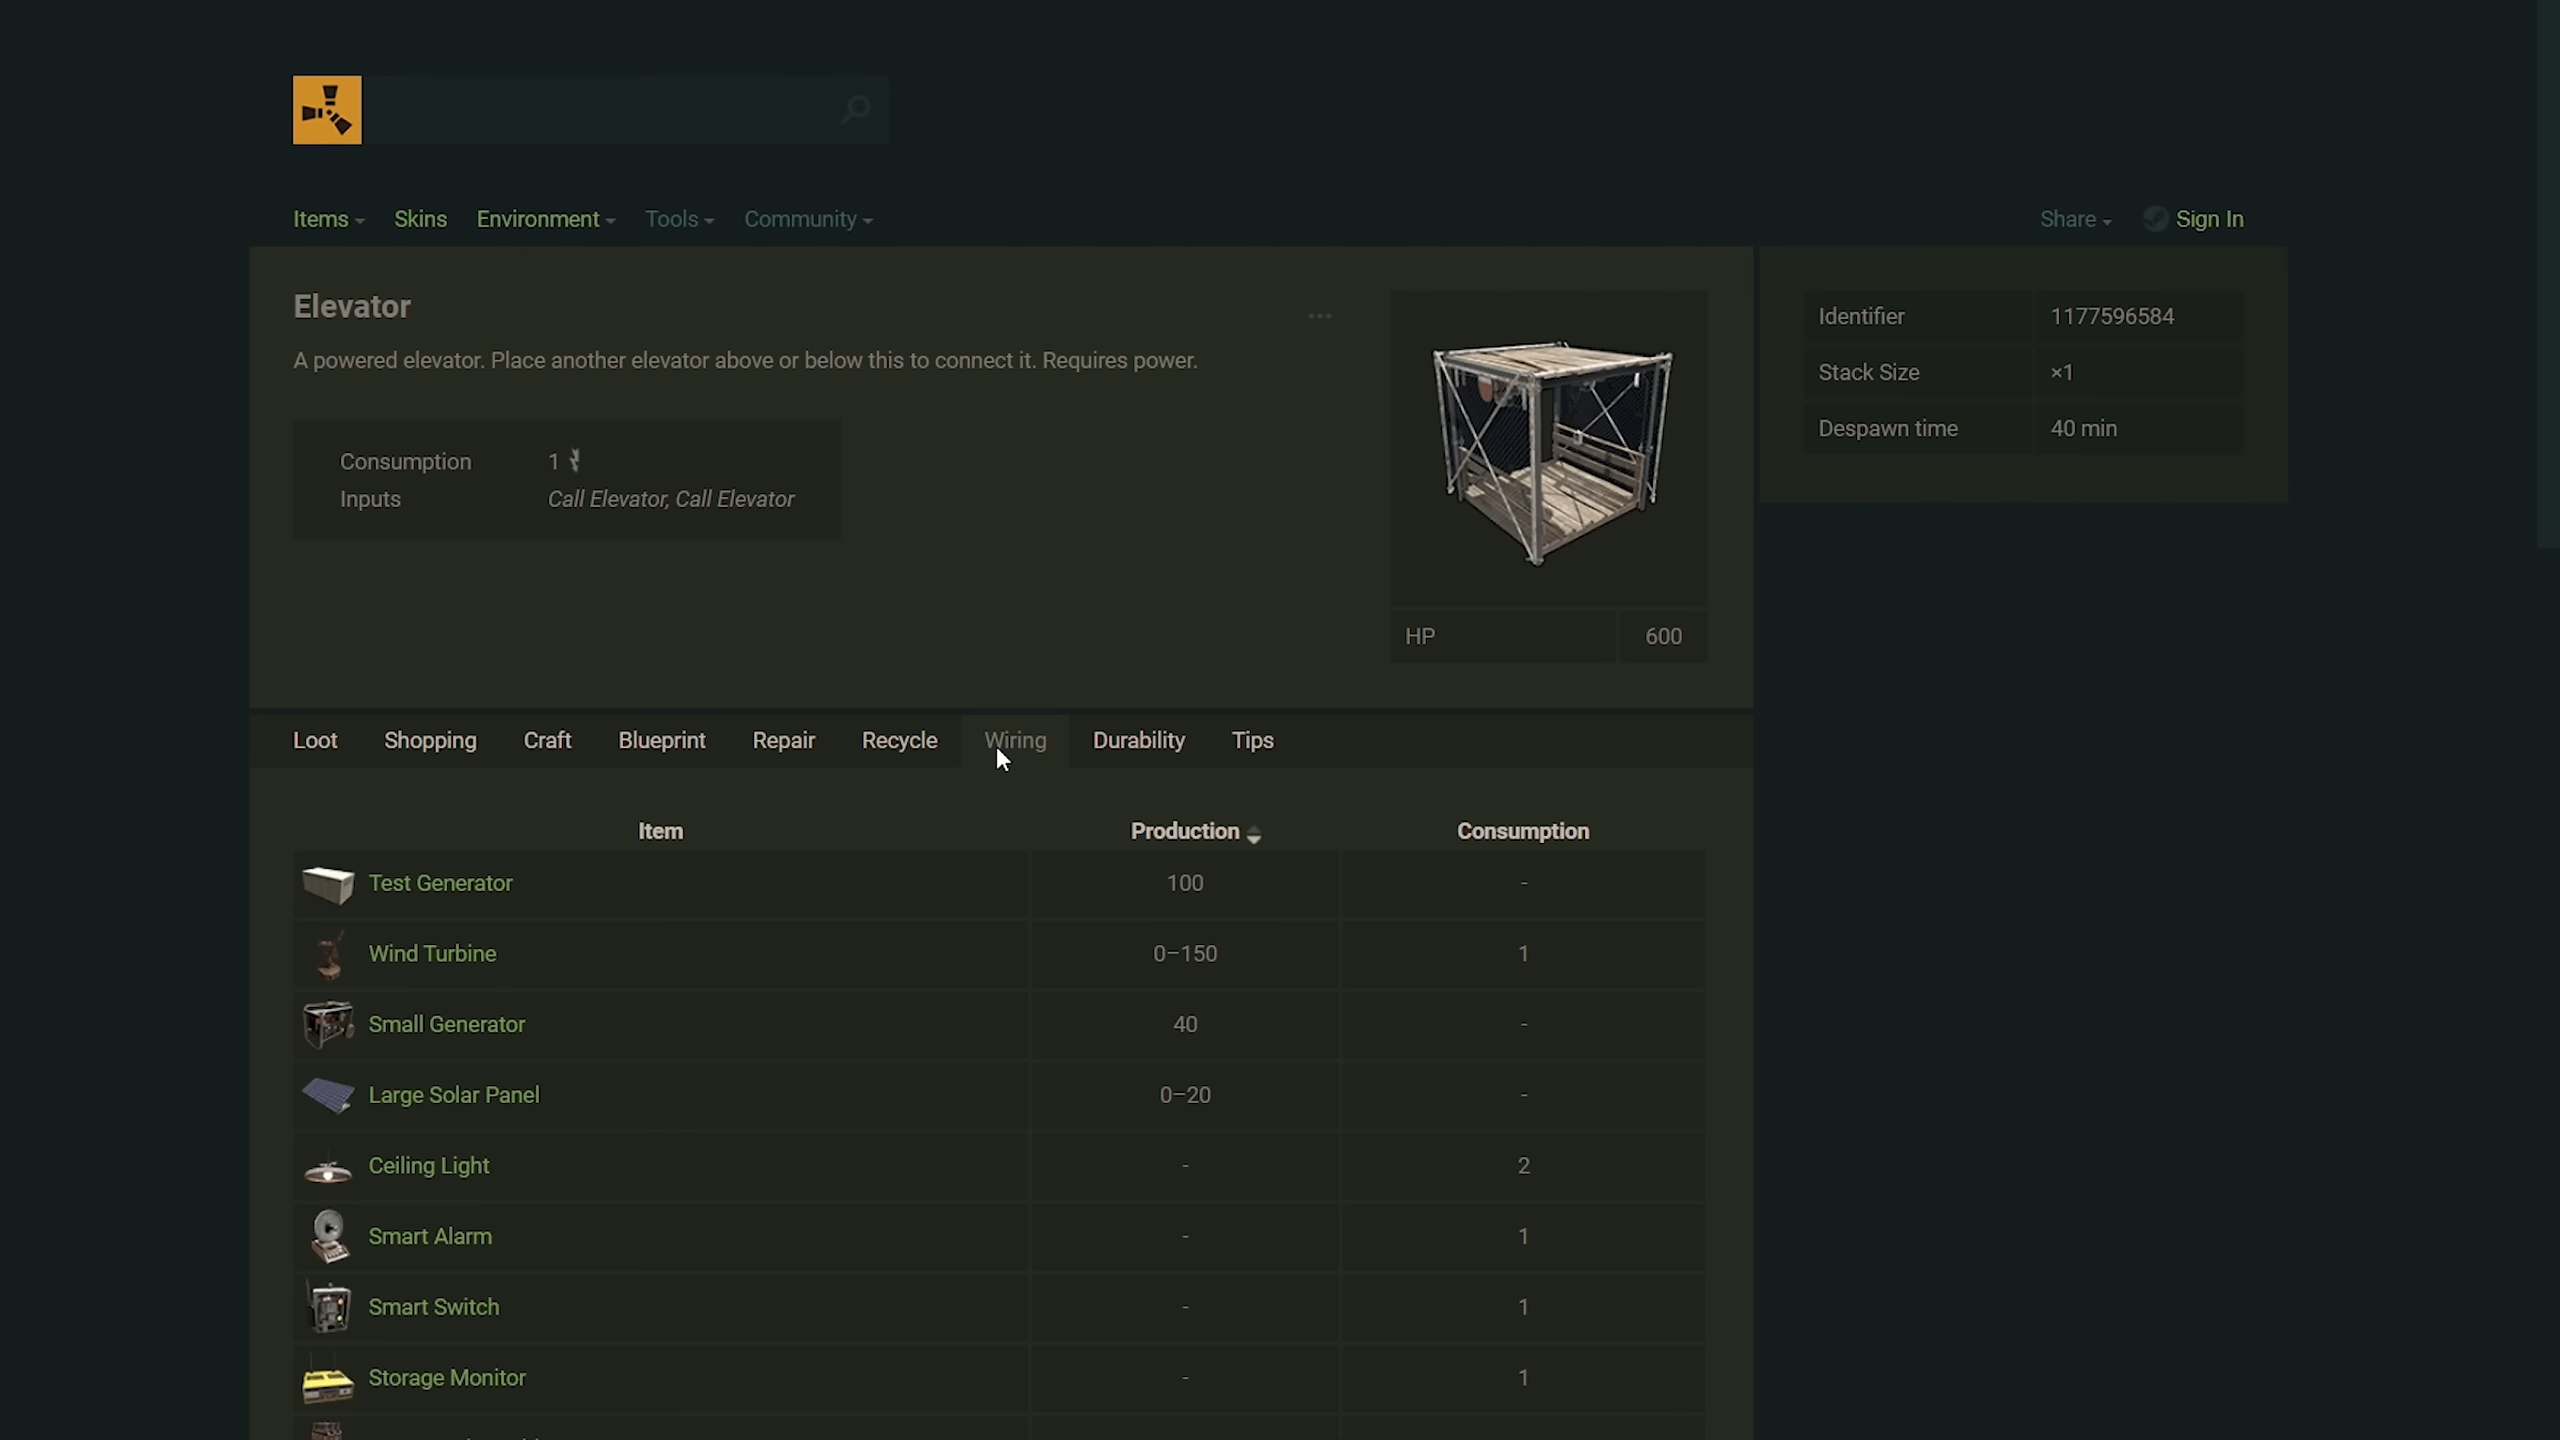 Items Skins Environment Tools Community Share Sign In
Elevator
A powered elevator. Place another elevator above or below this to connect it. Requires power.
Consumption 1
Inputs Call Elevator, Call Elevator
HP 600
Identifier 1177596584
Stack Size ×1
Despawn time 40 min
Loot Shopping Craft Blueprint Repair Recycle Wiring Durability Tips
Item Production Consumption
Test Generator 100 -
Wind Turbine 0–150 1
Small Generator 40 -
Large Solar Panel 0–20 -
Ceiling Light - 2
Smart Alarm - 1
Smart Switch - 1
Storage Monitor - 1